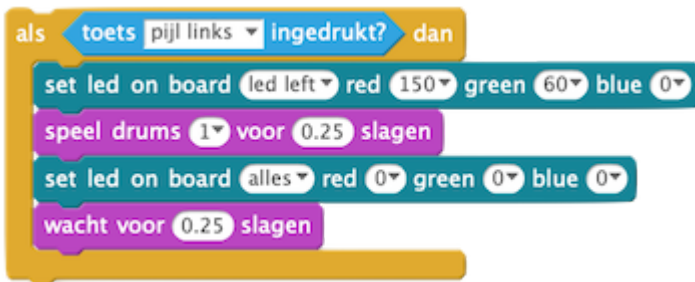 als toets pijl links ingedrukt? dan
set led on board led left red 150 green 60 blue 0
speel drums 1 voor 0.25 slagen
set led on board alles red 0 green 0 blue 0
wacht voor 0.25 slagen